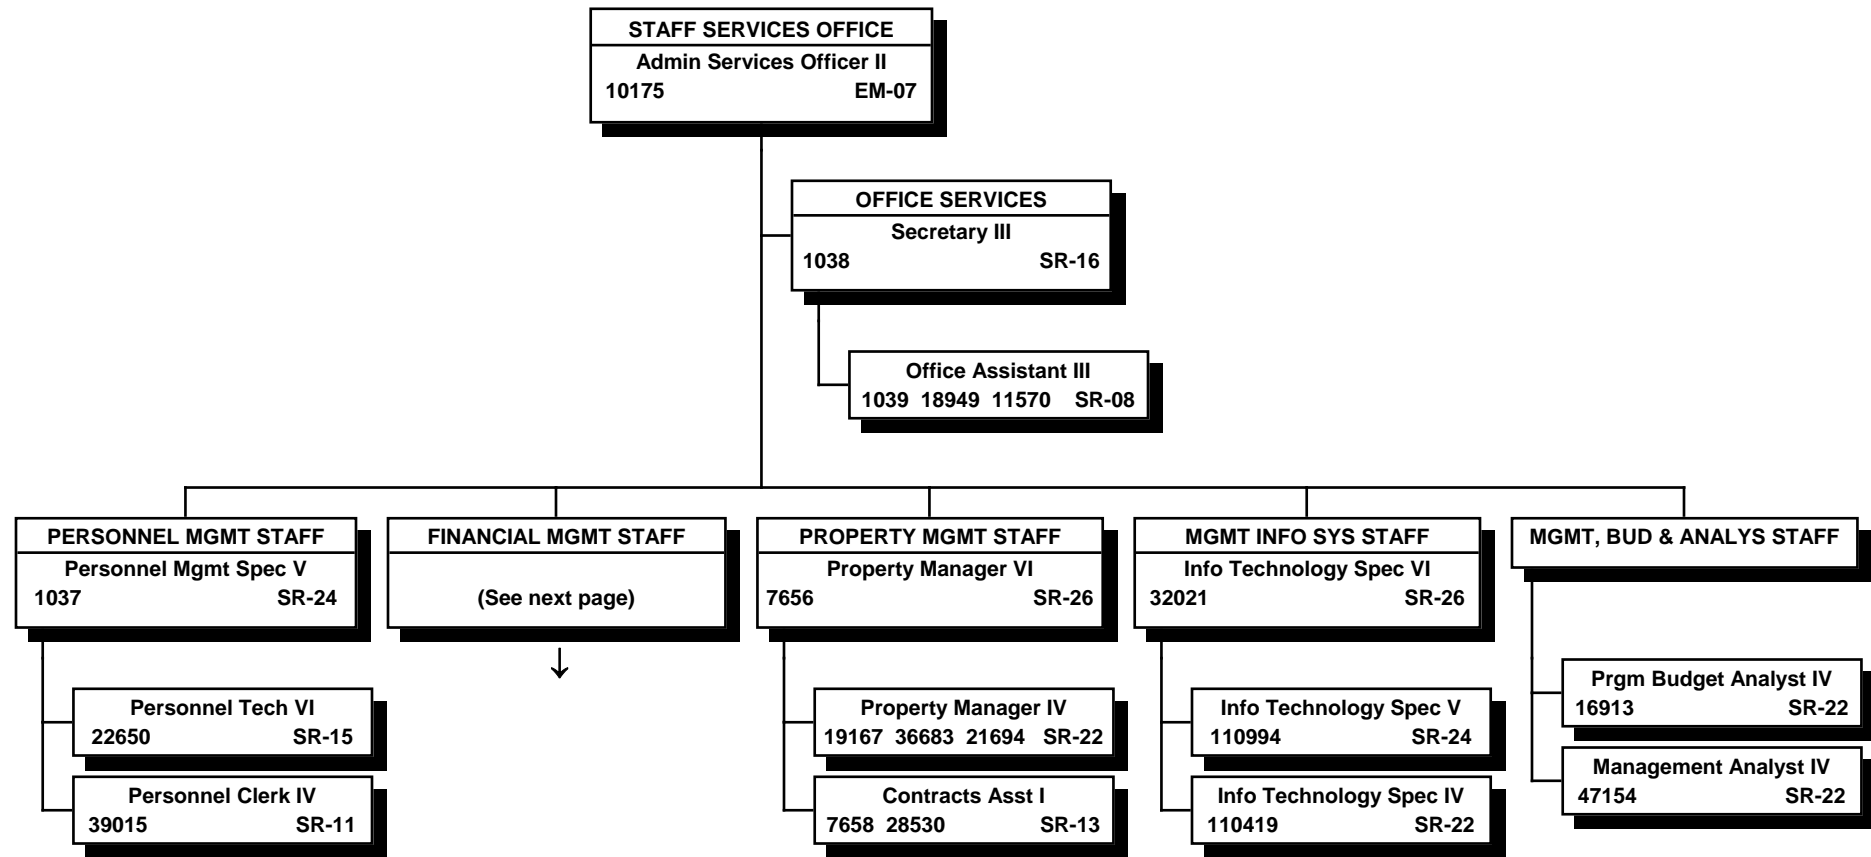 STAFF SERVICES OFFICE
Admin Services Officer II
10175 EM-07
OFFICE SERVICES
Secretary III
1038 SR-16
Office Assistant III
1039 18949 11570 SR-08
PERSONNEL MGMT STAFF
Personnel Mgmt Spec V
1037 SR-24
Personnel Tech VI
22650 SR-15
Personnel Clerk IV
39015 SR-11
FINANCIAL MGMT STAFF
(See next page)
PROPERTY MGMT STAFF
Property Manager VI
7656 SR-26
Property Manager IV
19167 36683 21694 SR-22
Contracts Asst I
7658 28530 SR-13
MGMT INFO SYS STAFF
Info Technology Spec VI
32021 SR-26
Info Technology Spec V
110994 SR-24
Info Technology Spec IV
110419 SR-22
MGMT, BUD & ANALYS STAFF
Prgm Budget Analyst IV
16913 SR-22
Management Analyst IV
47154 SR-22